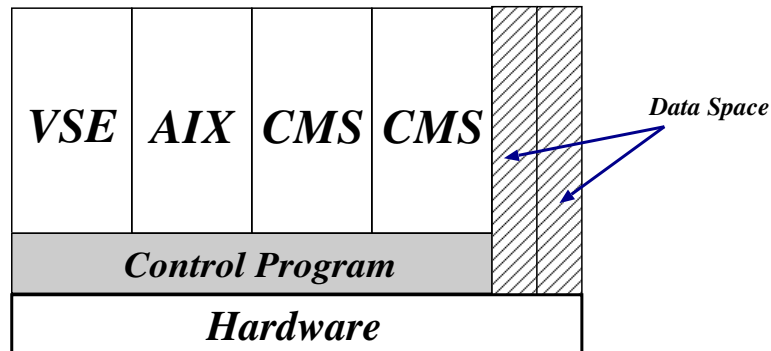 VSE AIX CMS CMS
Data Space
Control Program
Hardware